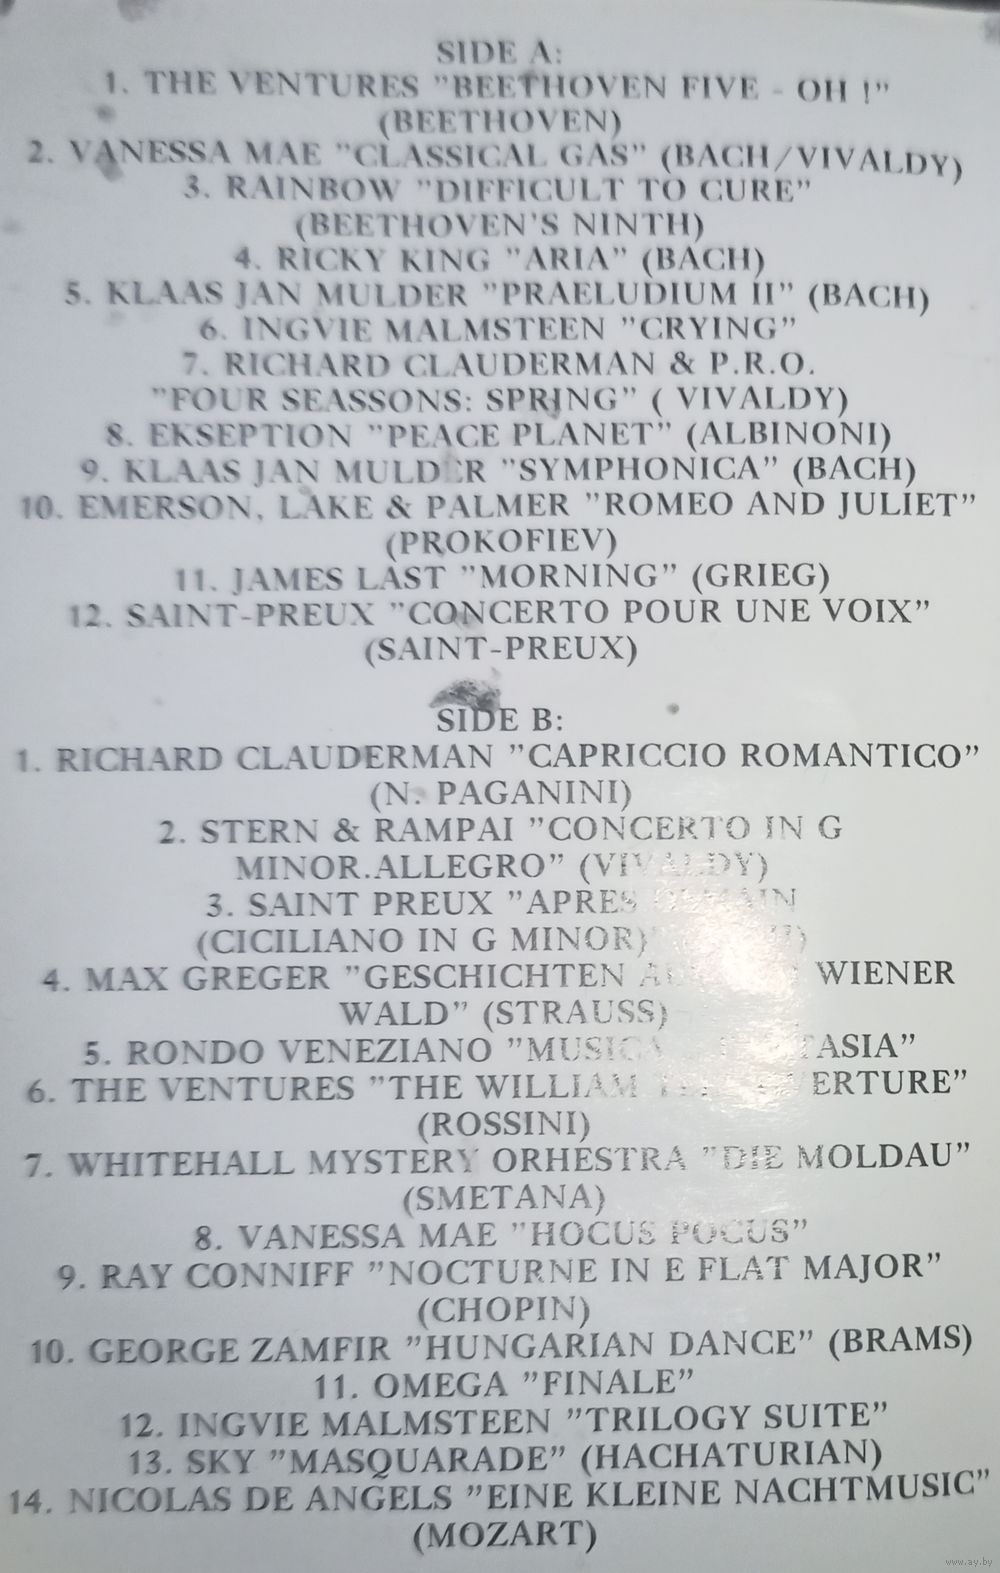 SIDE A:
1. THE VENTURES "BEETHOVEN FIVE - OH !"
(BEETHOVEN)
2. VANESSA MAE "CLASSICAL GAS" (BACH/VIVALDY)
3. RAINBOW "DIFFICULT TO CURE"
(BEETHOVEN'S NINTH)
4. RICKY KING "ARIA" (BACH)
5. KLAAS JAN MULDER "PRAELUDIUM II" (BACH)
6. INGVIE MALMSTEEN "CRYING"
7. RICHARD CLAUDERMAN & P.R.O.
"FOUR SEASSONS: SPRING" ( VIVALDY)
8. EKSEPTION "PEACE PLANET" (ALBINONI)
9. KLAAS JAN MULDER "SYMPHONICA" (BACH)
10. EMERSON, LAKE & PALMER "ROMEO AND JULIET"
(PROKOFIEV)
11. JAMES LAST "MORNING" (GRIEG)
12. SAINT-PREUX "CONCERTO POUR UNE VOIX"
(SAINT-PREUX)
SIDE B:
1. RICHARD CLAUDERMAN "CAPRICCIO ROMANTICO"
(N. PAGANINI)
2. STERN & RAMPAI "CONCERTO IN G
MINOR.ALLEGRO" (VIVALDY)
3. SAINT PREUX "APRES
(CICILIANO IN G MINOR)
4. MAX GREGER "GESCHICHTEN WIENER
WALD" (STRAUSS)
5. RONDO VENEZIANO
6. THE VENTURES "THE WILLIAM
(ROSSINI)
7. WHITEHALL MYSTERY ORHESTRA "DIE MOLDAU"
(SMETANA)
8. VANESSA MAE "HOCUS POCUS"
9. RAY CONNIFF "NOCTURNE IN E FLAT MAJOR"
(CHOPIN)
10. GEORGE ZAMFIR "HUNGARIAN DANCE" (BRAMS)
11. OMEGA "FINALE"
12. INGVIE MALMSTEEN "TRILOGY SUITE"
13. SKY "MASQUARADE" (HACHATURIAN)
14. NICOLAS DE ANGELS "EINE KLEINE NACHTMUSIC"
(MOZART)
www.ay.by